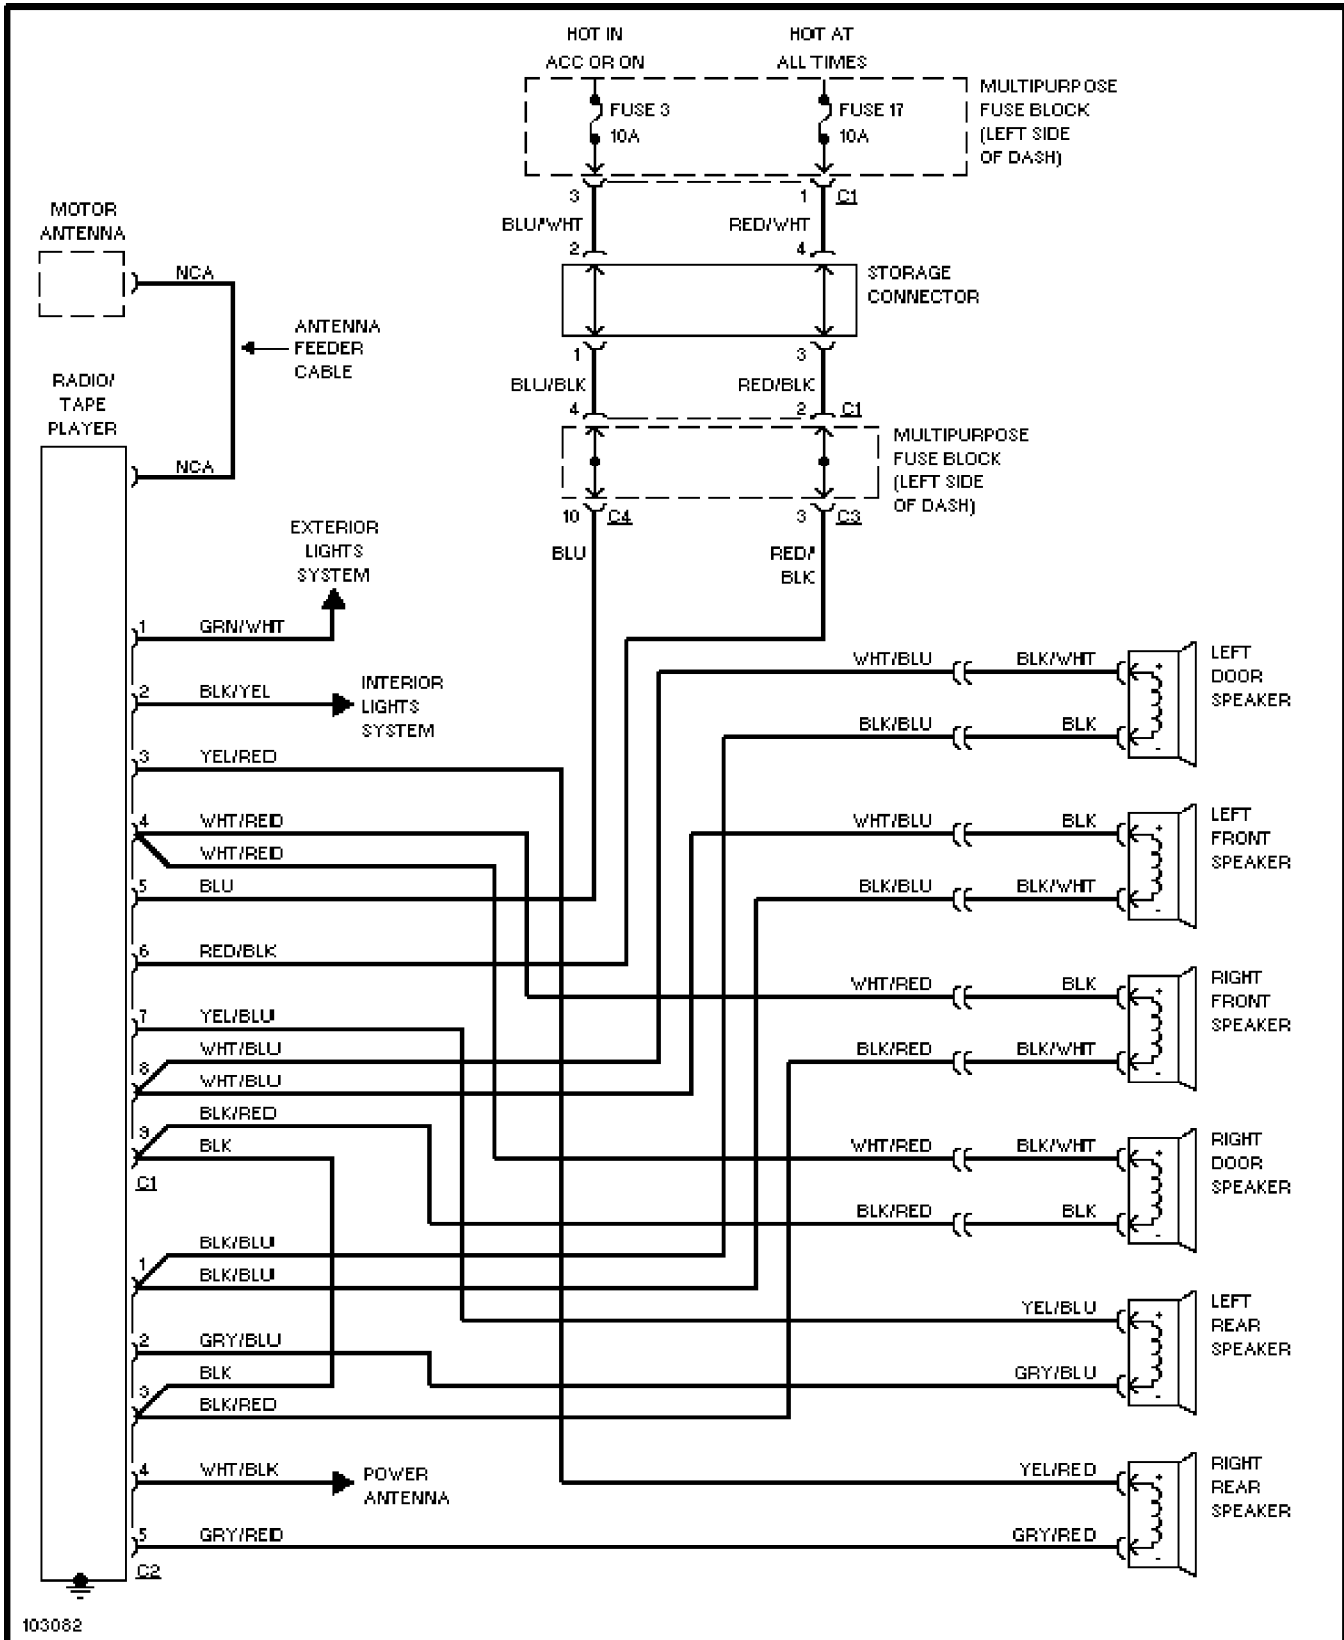 HOT IN
ACC OR ON
HOT AT
ALL TIMES
FUSE 3
10A
FUSE 17
10A
MULTIPURPOSE
FUSE BLOCK
(LEFT SIDE
OF DASH)
3
1 C1
BLU/WHT
RED/WHT
2
4
STORAGE
CONNECTOR
1
3
BLU/BLK
RED/BLK
4
2 C1
MULTIPURPOSE
FUSE BLOCK
(LEFT SIDE
OF DASH)
10 C4
3 C3
BLU
RED/
BLK
MOTOR
ANTENNA
NCA
ANTENNA
FEEDER
CABLE
NCA
RADIO/
TAPE
PLAYER
EXTERIOR
LIGHTS
SYSTEM
1 GRN/WHT
2 BLK/YEL
INTERIOR
LIGHTS
SYSTEM
3 YEL/RED
4 WHT/RED
WHT/RED
5 BLU
6 RED/BLK
7 YEL/BLU
WHT/BLU
8
WHT/BLU
BLK/RED
9
BLK
C1
BLK/BLU
1
BLK/BLU
2 GRY/BLU
BLK
3
BLK/RED
4 WHT/BLK
POWER
ANTENNA
5 GRY/RED
C2
WHT/BLU BLK/WHT +
BLK/BLU BLK -
LEFT
DOOR
SPEAKER
WHT/BLU BLK +
BLK/BLU BLK/WHT -
LEFT
FRONT
SPEAKER
WHT/RED BLK +
BLK/RED BLK/WHT -
RIGHT
FRONT
SPEAKER
WHT/RED BLK/WHT +
BLK/RED BLK -
RIGHT
DOOR
SPEAKER
YEL/BLU +
GRY/BLU -
LEFT
REAR
SPEAKER
YEL/RED +
GRY/RED -
RIGHT
REAR
SPEAKER
103082